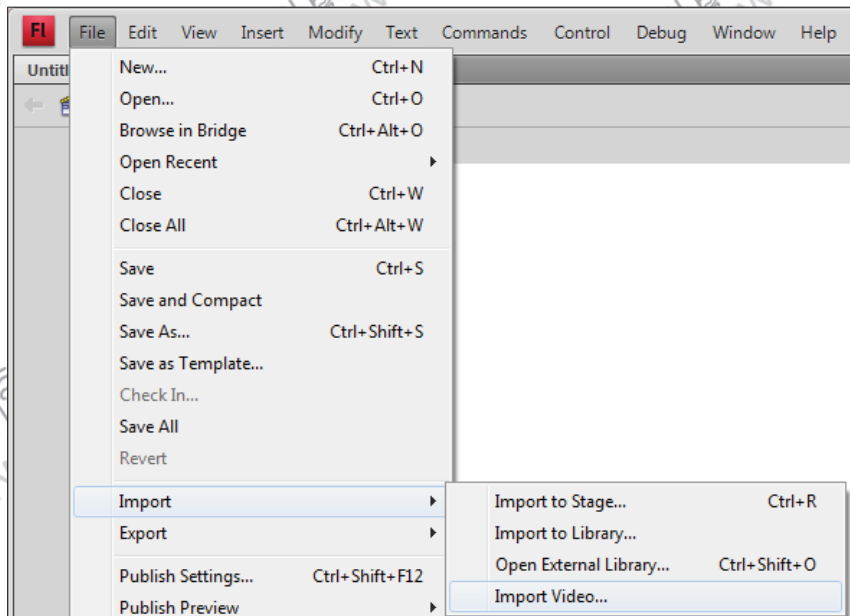 Fl File Edit View Insert Modify Text Commands Control Debug Window Help
Untitl
New... Ctrl+N
Open... Ctrl+O
Browse in Bridge Ctrl+Alt+O
Open Recent
Close Ctrl+W
Close All Ctrl+Alt+W
Save Ctrl+S
Save and Compact
Save As... Ctrl+Shift+S
Save as Template...
Check In...
Save All
Revert
Import
Export
Publish Settings... Ctrl+Shift+F12
Publish Preview
Import to Stage... Ctrl+R
Import to Library...
Open External Library... Ctrl+Shift+O
Import Video...